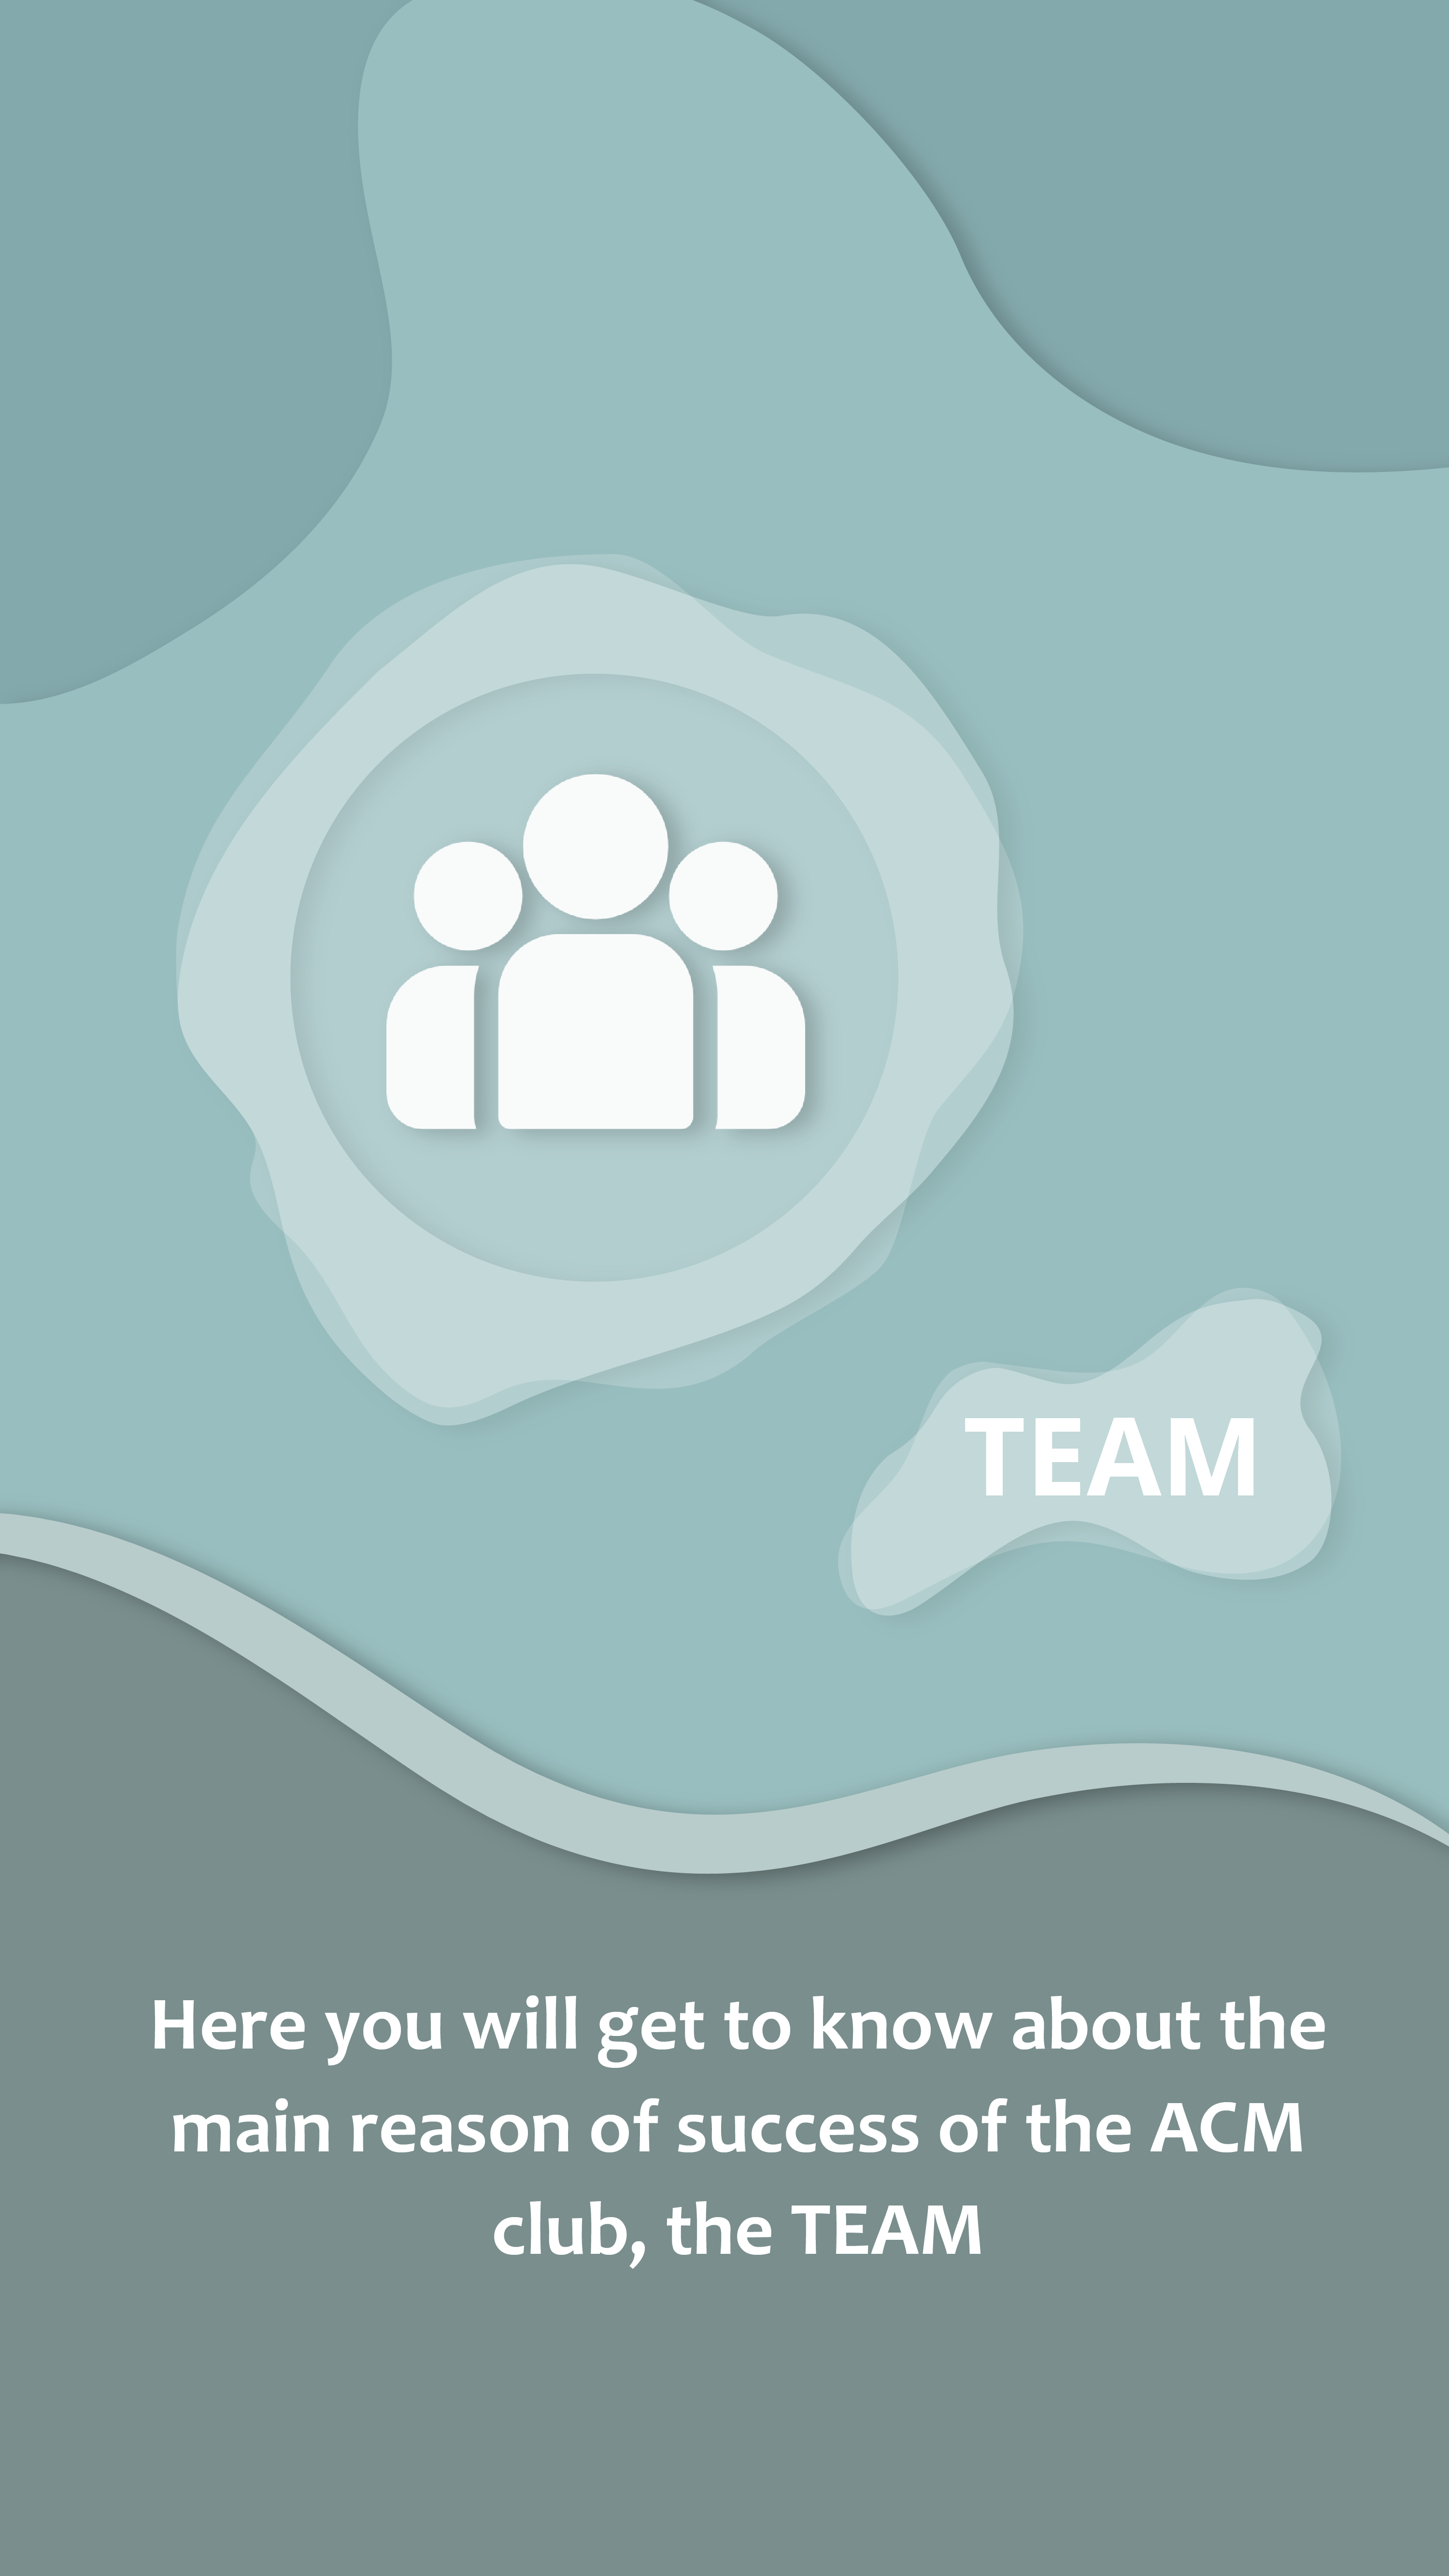 TEAM
Here you will get to know about the
main reason of success of the ACM
club, the TEAM